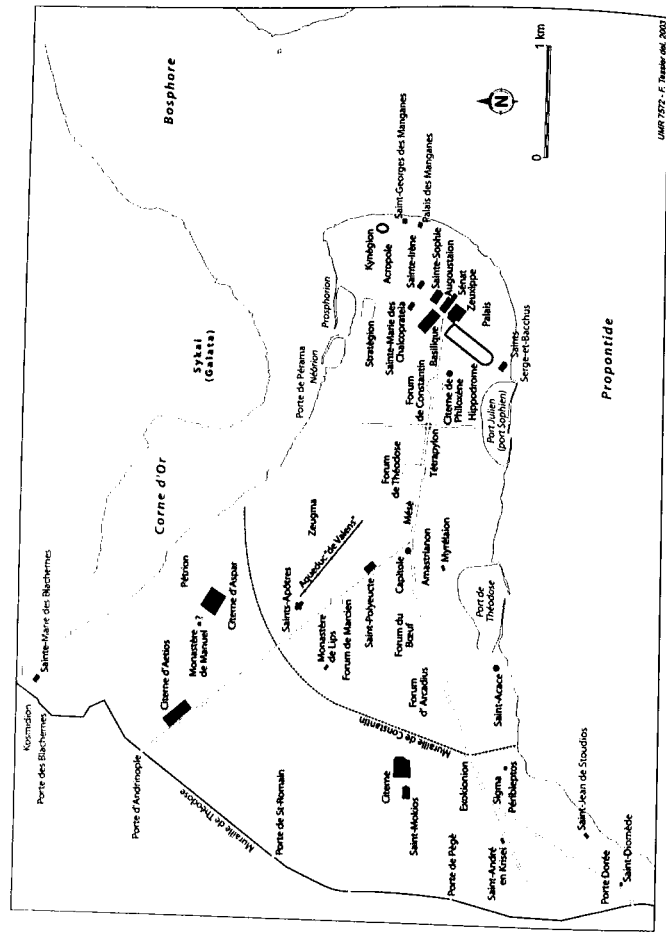 Bosphore
Sykai
(Galata)
Corne d'Or
Propontide
Sainte-Marie des Blachernes
Kosmidion
Porte des Blachernes
Porte d'Andrinople
Muraille de Théodose
Porte de St-Romain
Porte de Pègè
Saint-André
en Krisei
Porte Dorée
Saint-Diomède
Saint-Jean de Stoudios
Sigma
Péribleptos
Exokionion
Saint-Mokios
Citerne
Muraille de Constantin
Citerne d'Aetios
Monastère
de Manuel ?
Pétrion
Citerne d'Aspar
Saints-Apôtres
Aqueduc "de Valens"
Zeugma
Monastère
de Lips
Forum de Marcien
Saint-Polyeucte
Capitole
Mésè
Forum du
Bœuf
Amastrianon
Myrélaion
Forum
d'Arcadius
Saint-Acace
Port de
Théodose
Forum
de Théodose
Tétrapylon
Porte de Pérama
Néôrion
Prosphorion
Stratègion
Sainte-Marie des
Chalcoprateia
Basilique
Forum
de Constantin
Citerne de
Philoxène
Hippodrome
Port Julien
(port Sophien)
Saints
Serge-et-Bacchus
Palais
Zeuxippe
Sénat
Augoustaion
Sainte-Sophie
Sainte-Irène
Acropole
Kynègion
Saint-Georges des Manganes
Palais des Manganes
N
0
1 km
UMR 7572 - F. Tessier del. 2003